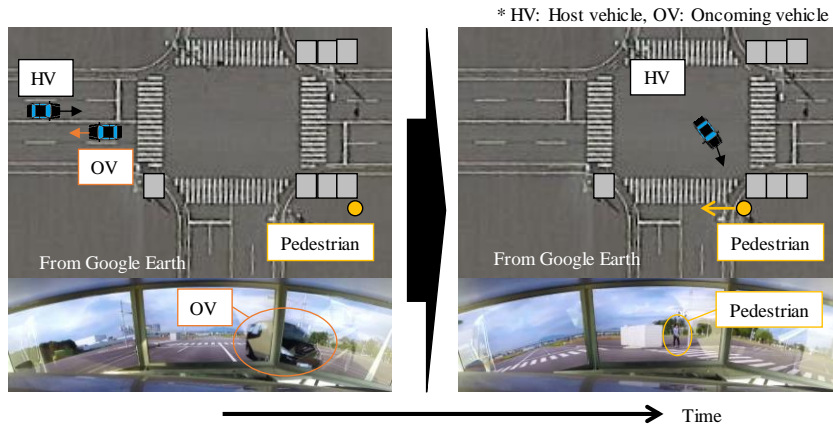 * HV: Host vehicle, OV: Oncoming vehicle
HV
OV
Pedestrian
From Google Earth
OV
HV
Pedestrian
From Google Earth
Pedestrian
Time